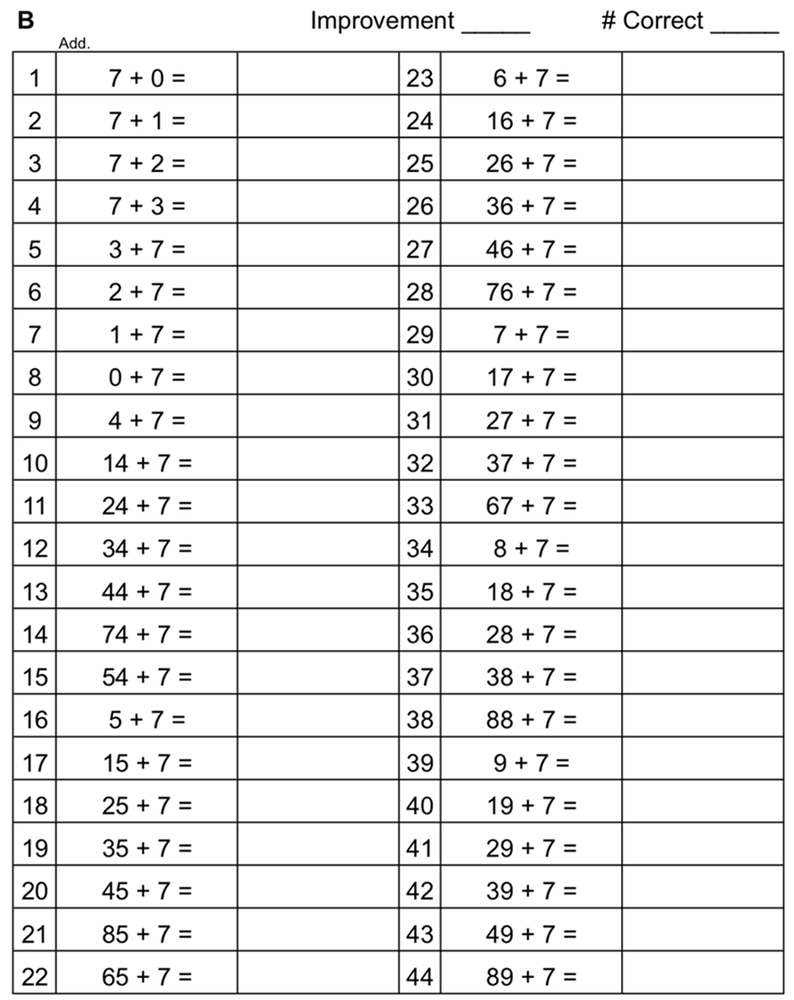 B Improvement _____ # Correct _____
Add.
1 7 + 0 = 23 6 + 7 =
2 7 + 1 = 24 16 + 7 =
3 7 + 2 = 25 26 + 7 =
4 7 + 3 = 26 36 + 7 =
5 3 + 7 = 27 46 + 7 =
6 2 + 7 = 28 76 + 7 =
7 1 + 7 = 29 7 + 7 =
8 0 + 7 = 30 17 + 7 =
9 4 + 7 = 31 27 + 7 =
10 14 + 7 = 32 37 + 7 =
11 24 + 7 = 33 67 + 7 =
12 34 + 7 = 34 8 + 7 =
13 44 + 7 = 35 18 + 7 =
14 74 + 7 = 36 28 + 7 =
15 54 + 7 = 37 38 + 7 =
16 5 + 7 = 38 88 + 7 =
17 15 + 7 = 39 9 + 7 =
18 25 + 7 = 40 19 + 7 =
19 35 + 7 = 41 29 + 7 =
20 45 + 7 = 42 39 + 7 =
21 85 + 7 = 43 49 + 7 =
22 65 + 7 = 44 89 + 7 =